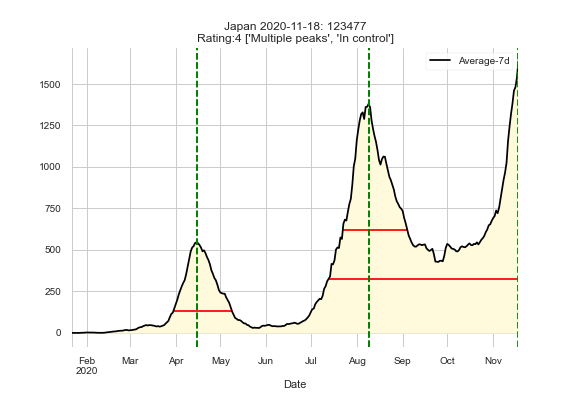 Japan 2020-11-18: 123477
Rating:4 ['Multiple peaks', 'In control']
Average-7d
1500
1250
1000
750
500
250
0
Feb Mar Apr May Jun Jul Aug Sep Oct Nov
2020
Date